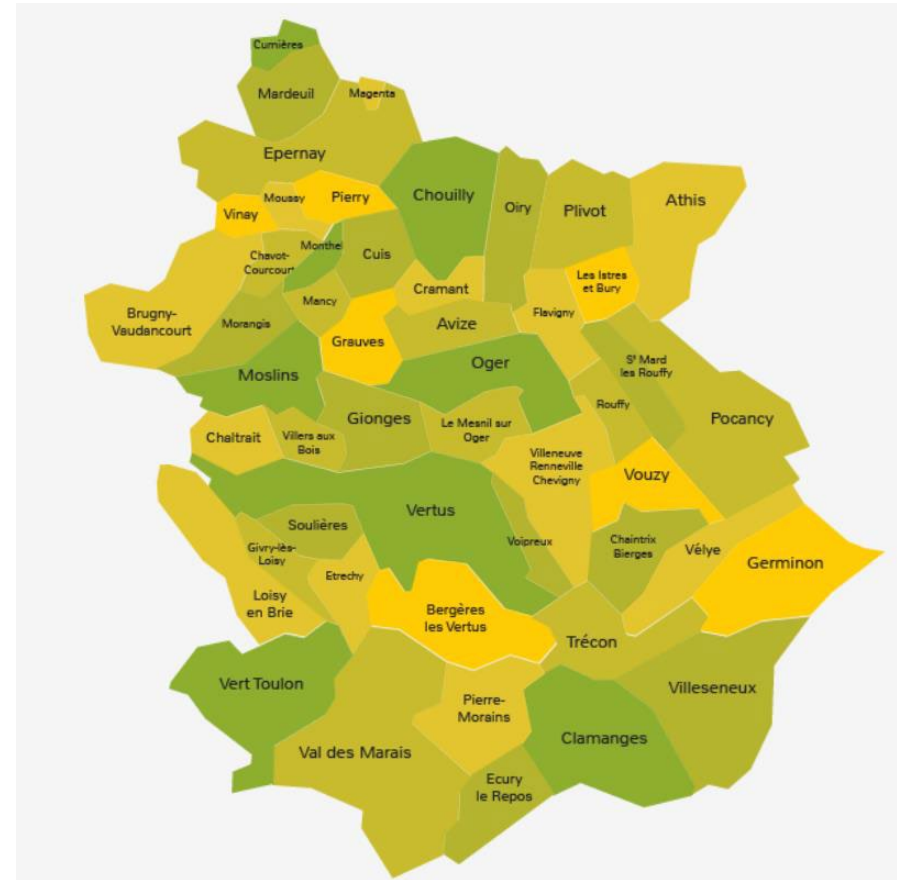 Cumières
Mardeuil
Magenta
Epernay
Moussy
Pierry
Vinay
Chouilly
Oiry
Plivot
Athis
Chavot-
Courcourt
Monthel
Cuis
Les Istres
et Bury
Cramant
Brugny-
Vaudancourt
Morangis
Mancy
Grauves
Avize
Flavigny
Moslins
Oger
St Mard
les Rouffy
Rouffy
Pocancy
Chaltrait
Villers aux
Bois
Gionges
Le Mesnil sur
Oger
Villeneuve
Renneville
Chevigny
Vouzy
Vertus
Soulières
Voipreux
Chaintrix
Bierges
Vélye
Germinon
Givry-lès-
Loisy
Etrechy
Loisy
en Brie
Bergères
les Vertus
Trécon
Vert Toulon
Villeseneux
Pierre-
Morains
Clamanges
Val des Marais
Ecury
le Repos